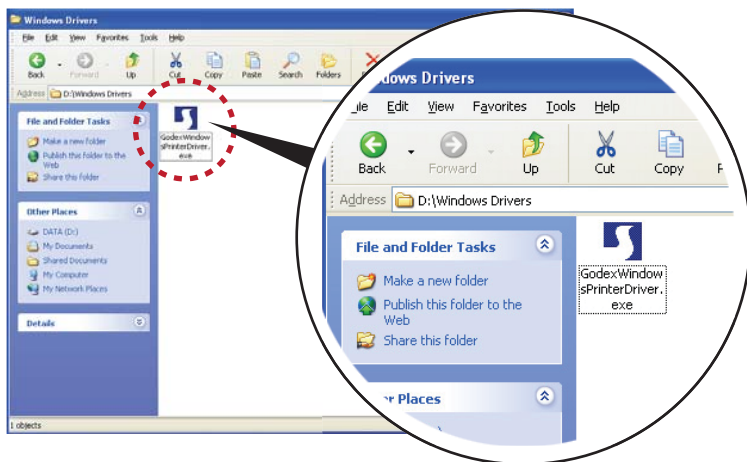 Windows Drivers
File Edit View Favorites Tools Help
Back Forward Up Cut Copy Paste Search Folders
Address D:\Windows Drivers
File and Folder Tasks
Make a new folder
Publish this folder to the
Web
Share this folder
Other Places
DATA (D:)
My Documents
Shared Documents
My Computer
My Network Places
Details
GodexWindow
sPrinterDriver.
exe
1 objects
dows Drivers
ile Edit View Favorites Tools Help
Back Forward Up Cut Copy
Address D:\Windows Drivers
File and Folder Tasks
Make a new folder
Publish this folder to the
Web
Share this folder
er Places
GodexWindow
sPrinterDriver.
exe